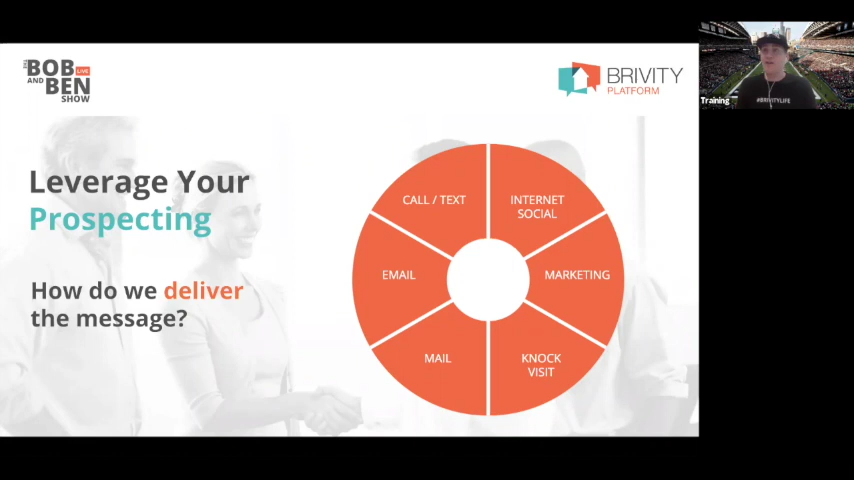 THE
BOB LIVE
AND BEN
SHOW
BRIVITY
PLATFORM
Training
#BRIVITYLIFE
Leverage Your
Prospecting
How do we deliver
the message?
CALL / TEXT
INTERNET
SOCIAL
EMAIL
MARKETING
MAIL
KNOCK
VISIT